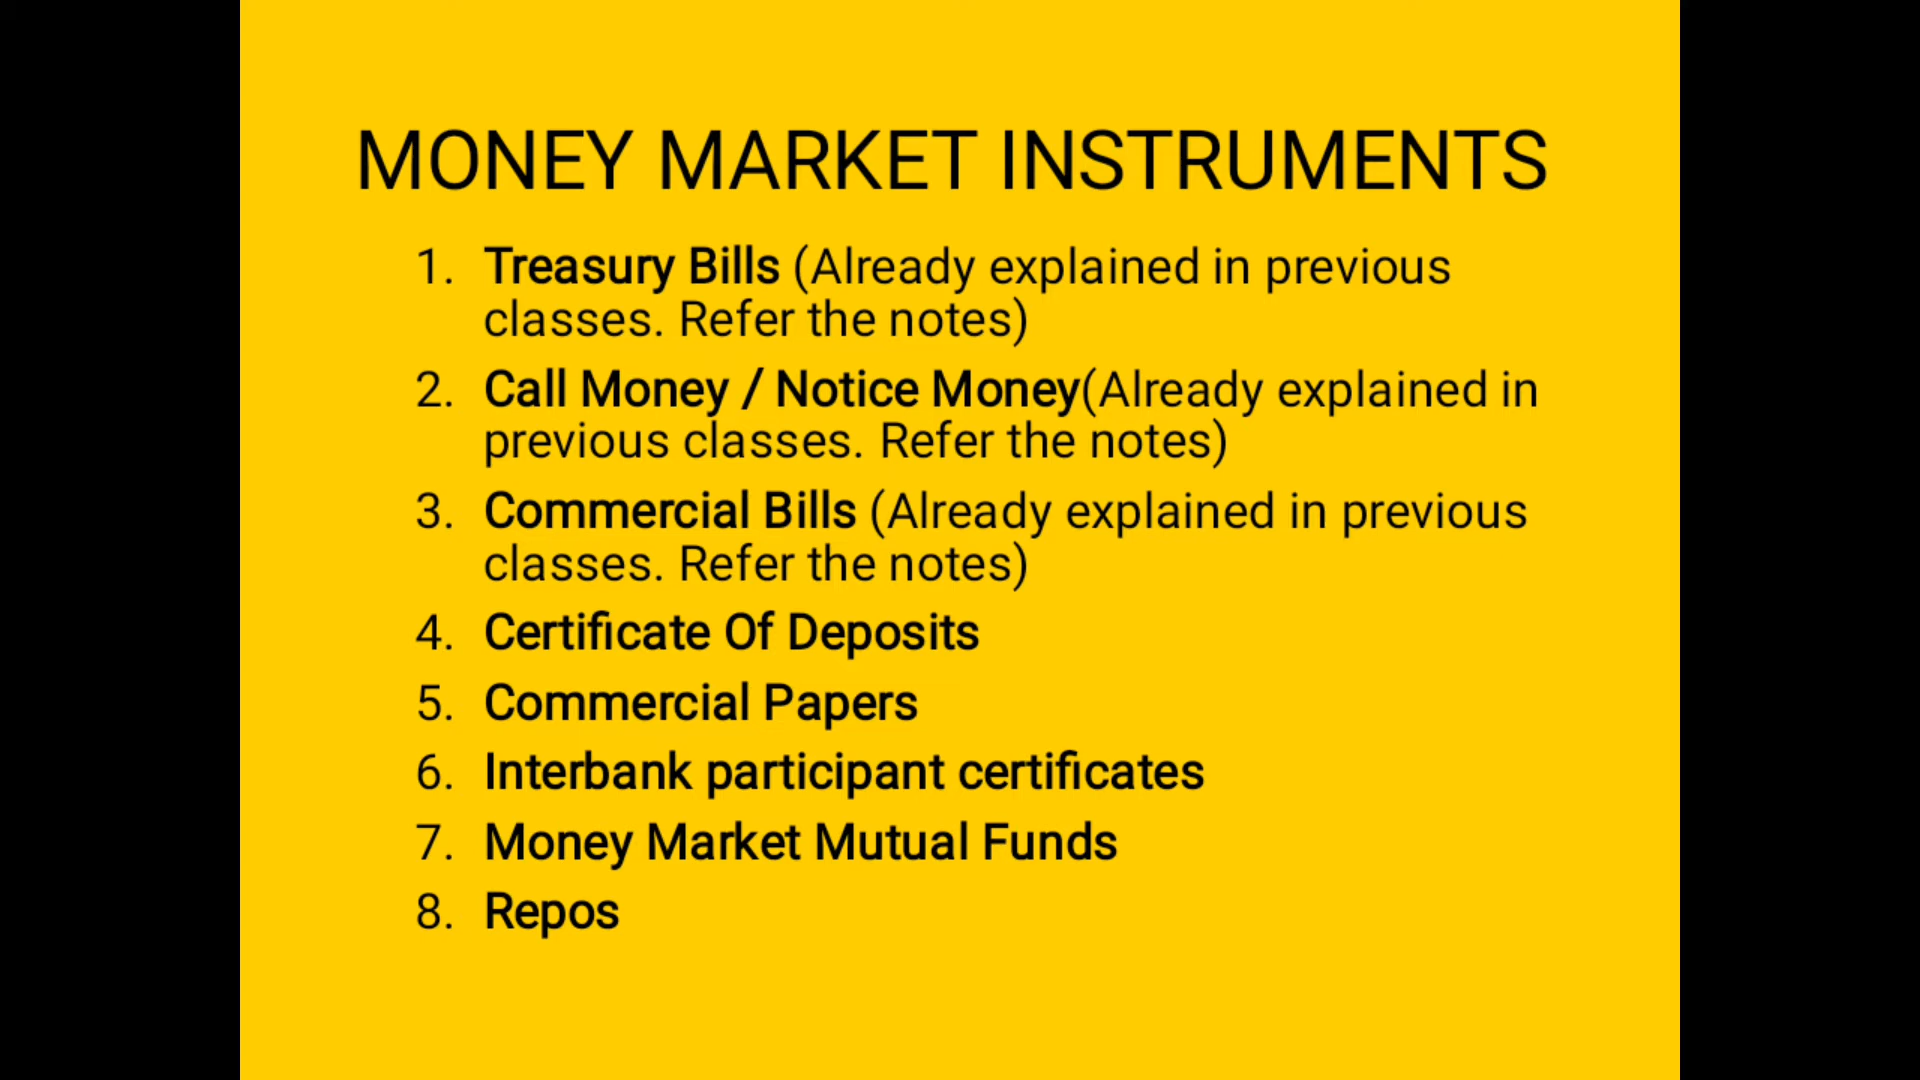 MONEY MARKET INSTRUMENTS
1. Treasury Bills (Already explained in previous
classes. Refer the notes)
2. Call Money / Notice Money(Already explained in
previous classes. Refer the notes)
3. Commercial Bills (Already explained in previous
classes. Refer the notes)
4. Certificate Of Deposits
5. Commercial Papers
6. Interbank participant certificates
7. Money Market Mutual Funds
8. Repos